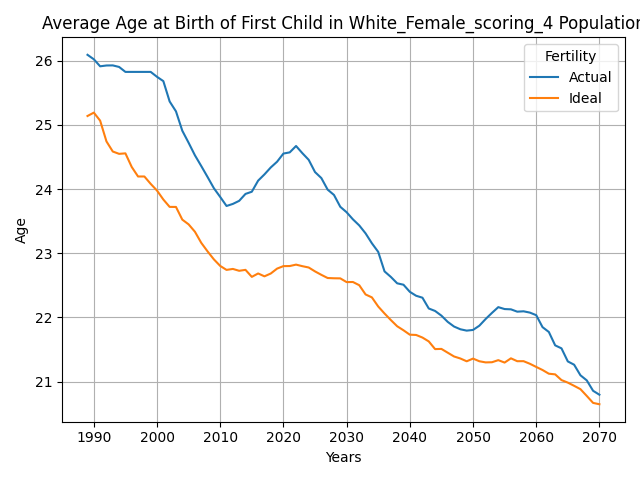 Average Age at Birth of First Child in White_Female_scoring_4 Population
Fertility
Actual
Ideal
Age
26
25
24
23
22
21
1990 2000 2010 2020 2030 2040 2050 2060 2070
Years